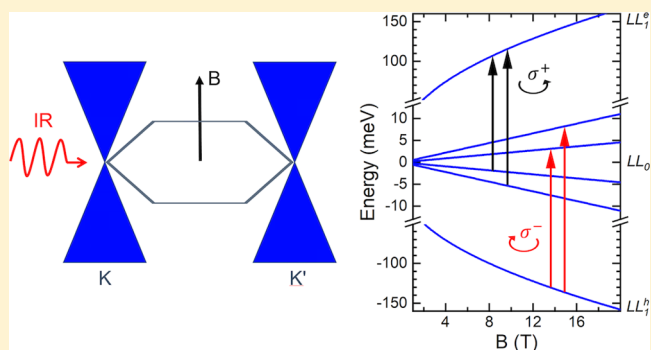 IR
B
K
K'
Energy (meV)
150
100
10
5
0
-5
-10
-100
-150
4
8
12
16
B (T)
σ⁺
σ⁻
LL₁ᵉ
LL₀
LL₁ʰ